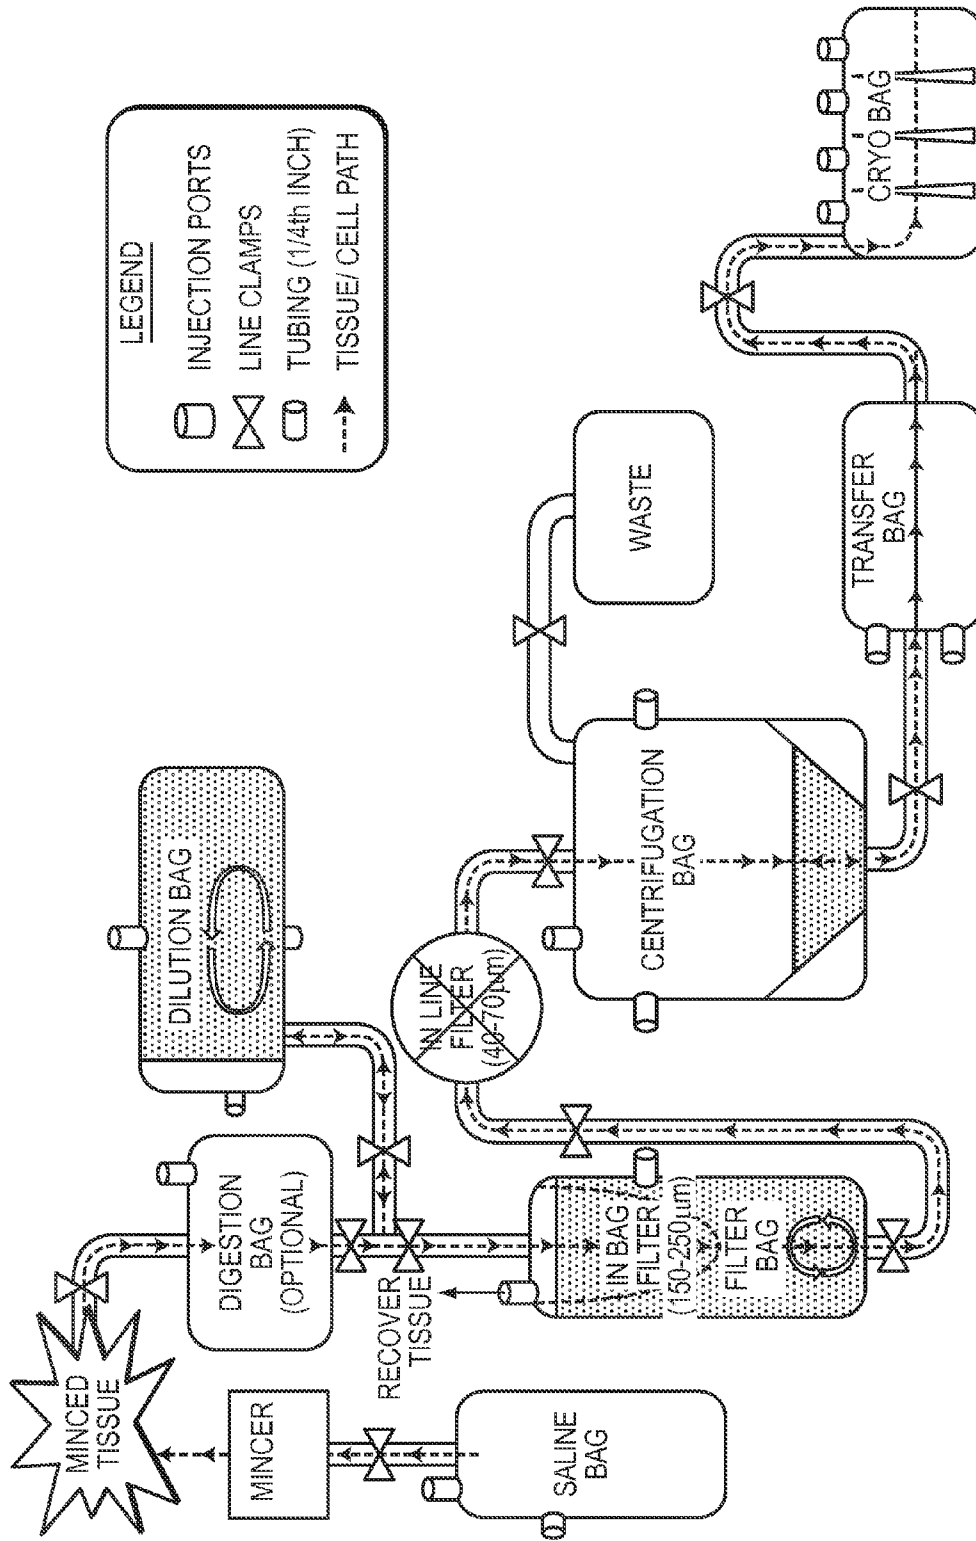 LEGEND
INJECTION PORTS
LINE CLAMPS
TUBING (1/4th INCH)
TISSUE/ CELL PATH
MINCED
TISSUE
MINCER
SALINE
BAG
DIGESTION
BAG
(OPTIONAL)
DILUTION BAG
RECOVER
TISSUE
IN BAG
FILTER
(150-250µm)
FILTER
BAG
IN LINE
FILTER
(40-70µm)
CENTRIFUGATION
BAG
WASTE
TRANSFER
BAG
CRYO BAG